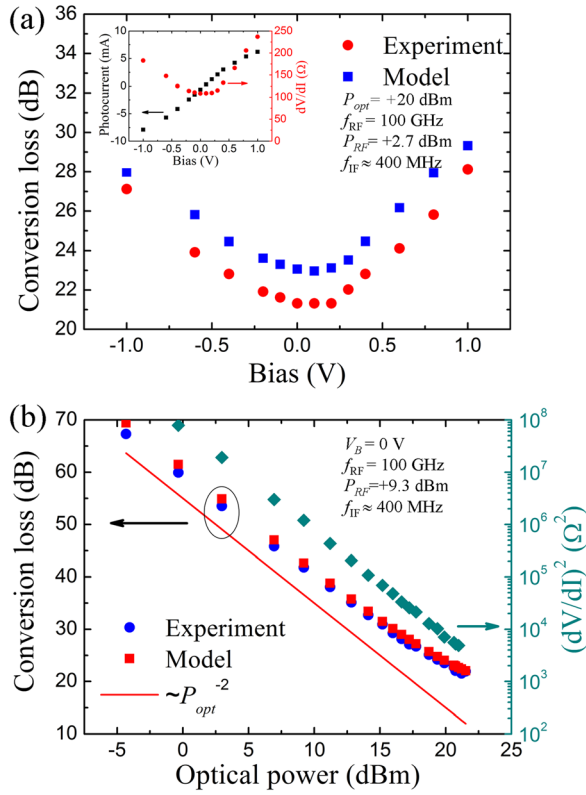 (a)
Conversion loss (dB)
36
34
32
30
28
26
24
22
20
-1.0
-0.5
0.0
0.5
1.0
Bias (V)
Experiment
Model
P_opt = +20 dBm
f_RF = 100 GHz
P_RF = +2.7 dBm
f_IF ≈ 400 MHz
Photocurrent (mA)
10
5
0
-5
-10
-1.0 -0.5 0.0 0.5 1.0
Bias (V)
250
200
150
100
50
0
dV/dI (Ω)
(b)
Conversion loss (dB)
70
60
50
40
30
20
10
-5 0 5 10 15 20 25
Optical power (dBm)
V_B = 0 V
f_RF = 100 GHz
P_RF = +9.3 dBm
f_IF ≈ 400 MHz
Experiment
Model
~P_opt^-2
10^8
10^7
10^6
10^5
10^4
10^3
10^2
(dV/dI)^2 (Ω^2)